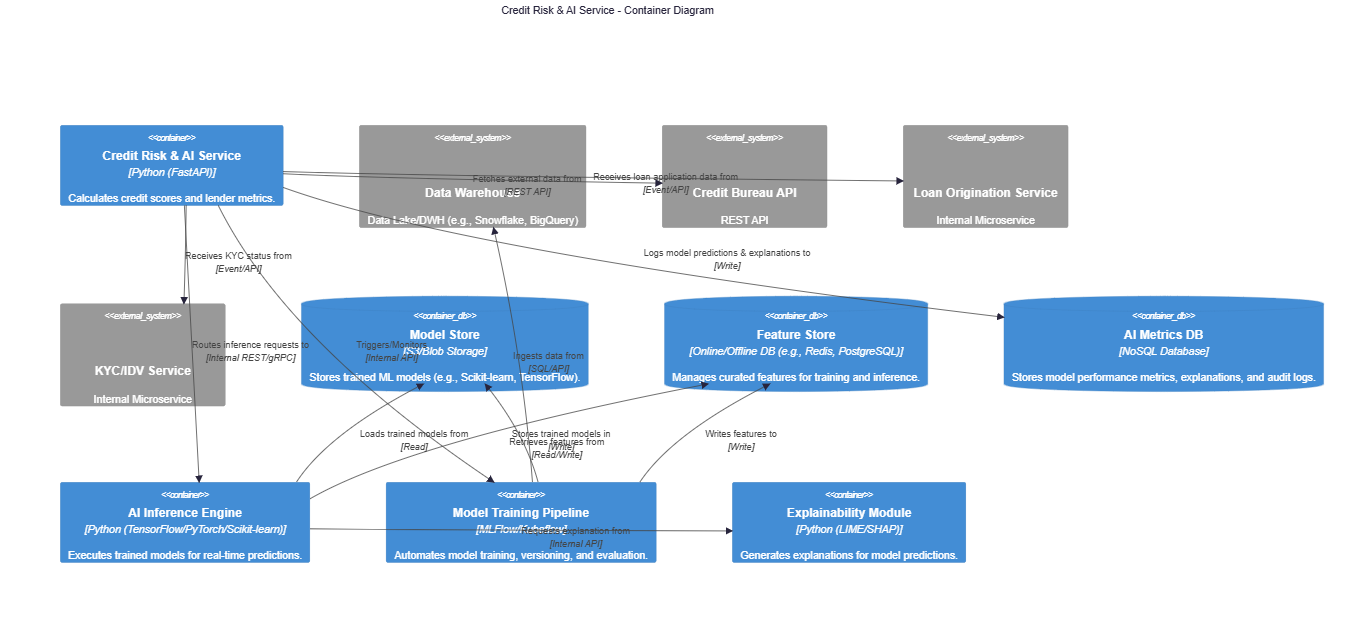 Credit Risk & AI Service - Container Diagram
<<container>>
Credit Risk & AI Service
[Python (FastAPI)]
Calculates credit scores and lender metrics.
<<external_system>>
Data Warehouse
Data Lake/DWH (e.g., Snowflake, BigQuery)
<<external_system>>
Credit Bureau API
REST API
<<external_system>>
Loan Origination Service
Internal Microservice
Fetches external data from
[REST API]
Receives loan application data from
[Event/API]
Receives KYC status from
[Event/API]
Logs model predictions & explanations to
[Write]
<<external_system>>
KYC/IDV Service
Internal Microservice
Routes inference requests to
[Internal REST/gRPC]
<<container_db>>
Model Store
[S3/Blob Storage]
Stores trained ML models (e.g., Scikit-learn, TensorFlow).
Triggers/Monitors
[Internal API]
Ingests data from
[SQL/API]
<<container_db>>
Feature Store
[Online/Offline DB (e.g., Redis, PostgreSQL)]
Manages curated features for training and inference.
<<container_db>>
AI Metrics DB
[NoSQL Database]
Stores model performance metrics, explanations, and audit logs.
Loads trained models from
[Read]
Stores trained models in
[Write]
Retrieves features from
[Read/Write]
Writes features to
[Write]
<<container>>
AI Inference Engine
[Python (TensorFlow/PyTorch/Scikit-learn)]
Executes trained models for real-time predictions.
<<container>>
Model Training Pipeline
[MLFlow/Kubeflow]
Automates model training, versioning, and evaluation.
Requests explanation from
[Internal API]
<<container>>
Explainability Module
[Python (LIME/SHAP)]
Generates explanations for model predictions.